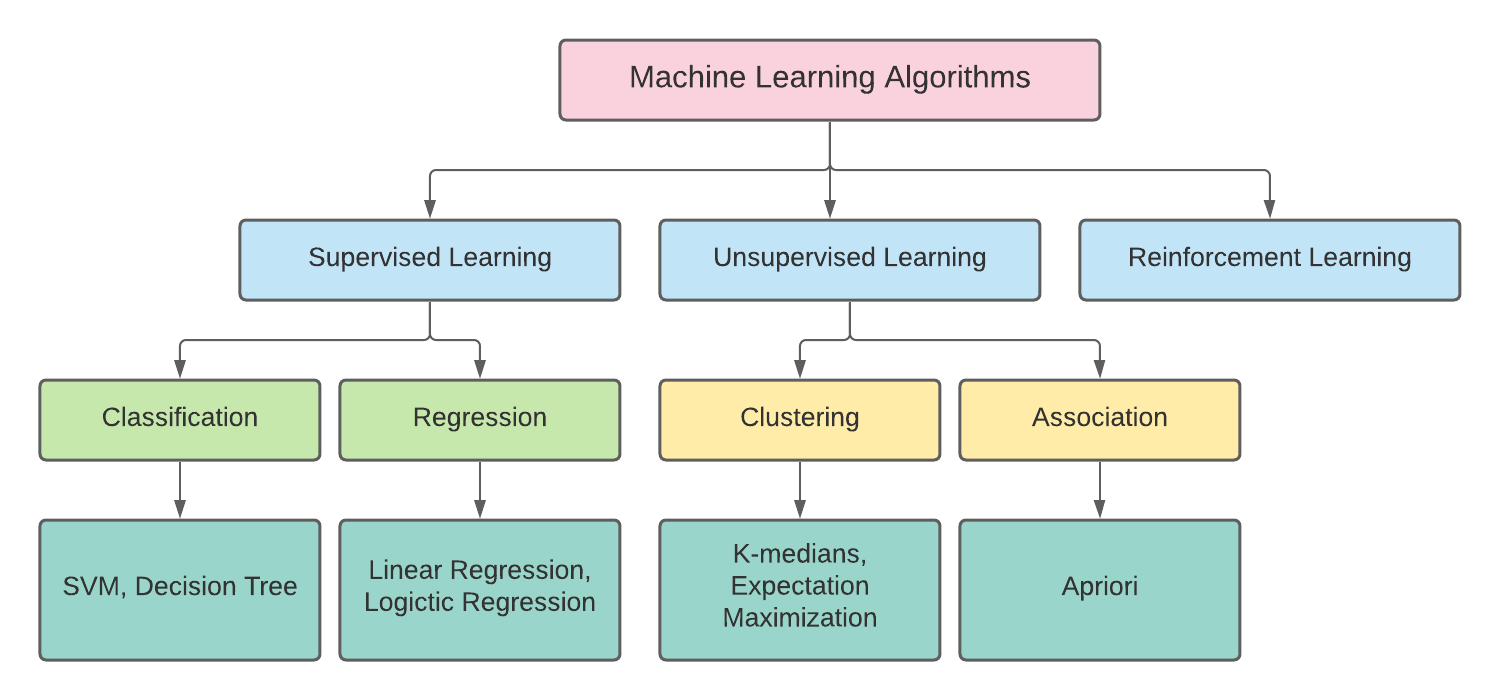 Machine Learning Algorithms
Supervised Learning
Unsupervised Learning
Reinforcement Learning
Classification
Regression
Clustering
Association
SVM, Decision Tree
Linear Regression,
Logictic Regression
K-medians,
Expectation
Maximization
Apriori